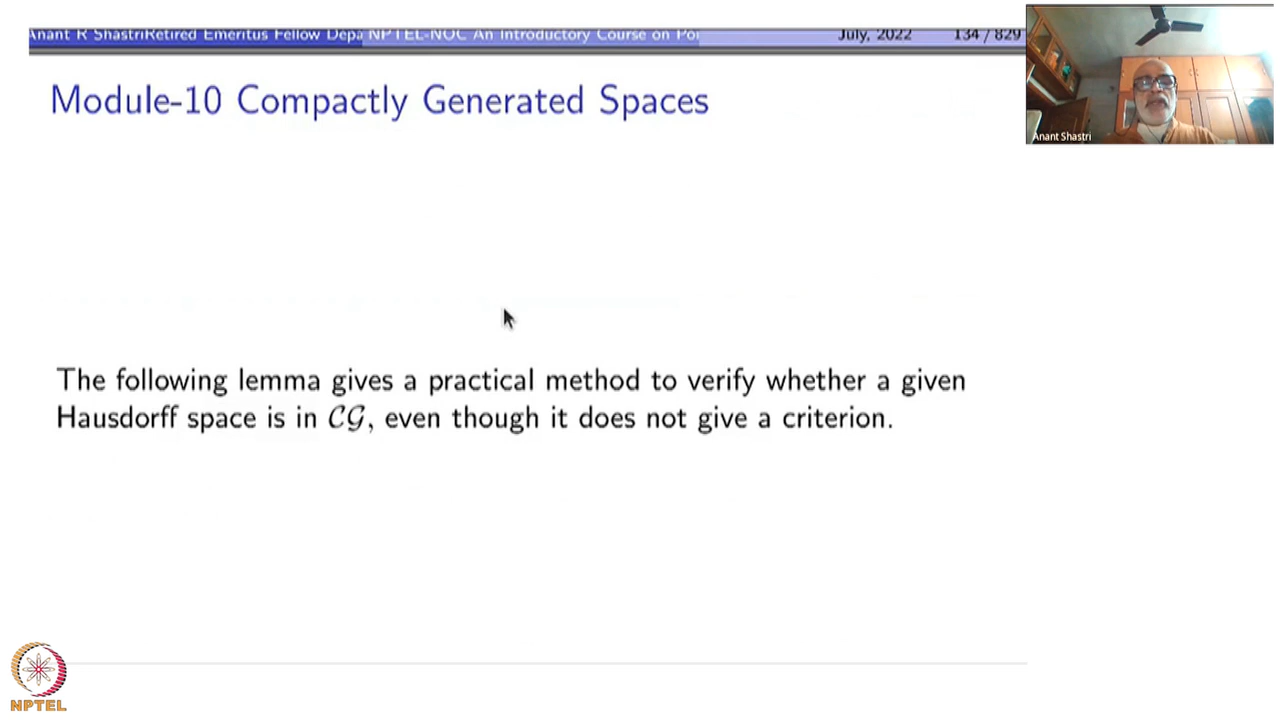 Anant R ShastriRetired Emeritus Fellow Depa NPTEL-NOC An Introductory Course on Poi July, 2022 134 / 829
Module-10 Compactly Generated Spaces
Anant Shastri
The following lemma gives a practical method to verify whether a given
Hausdorff space is in 𝒞𝒢, even though it does not give a criterion.
NPTEL